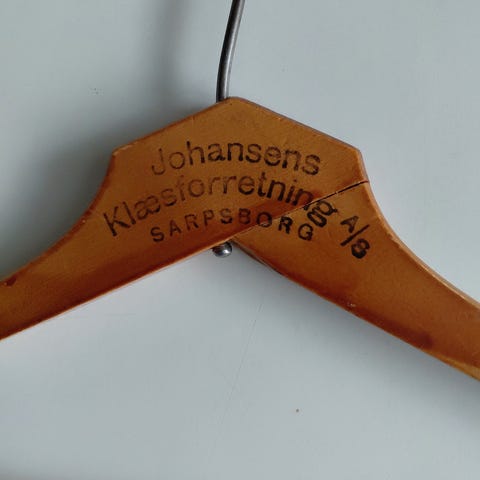 Johansens
Klæsforretning A/S
SARPSBORG